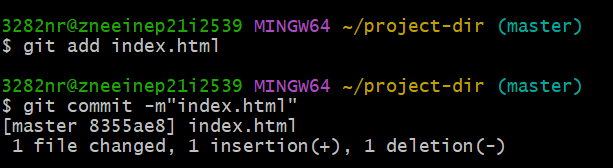 3282nr@zneeinep21i2539 MINGW64 ~/project-dir (master)
$ git add index.html
3282nr@zneeinep21i2539 MINGW64 ~/project-dir (master)
$ git commit -m"index.html"
[master 8355ae8] index.html
1 file changed, 1 insertion(+), 1 deletion(-)